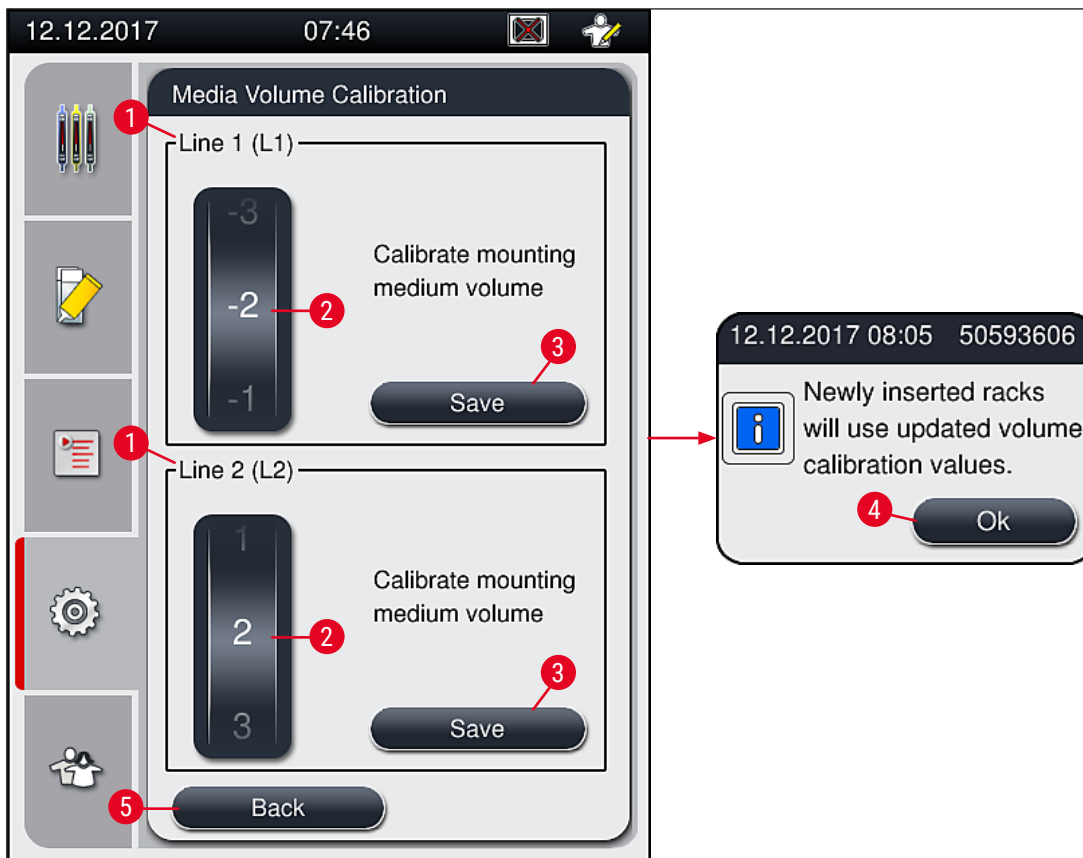 12.12.2017 07:46
Media Volume Calibration
1
Line 1 (L1)
-3
-2
-1
2
Calibrate mounting
medium volume
3
Save
1
Line 2 (L2)
1
2
3
2
Calibrate mounting
medium volume
3
Save
5
Back
12.12.2017 08:05 50593606
Newly inserted racks
will use updated volume
calibration values.
4
Ok